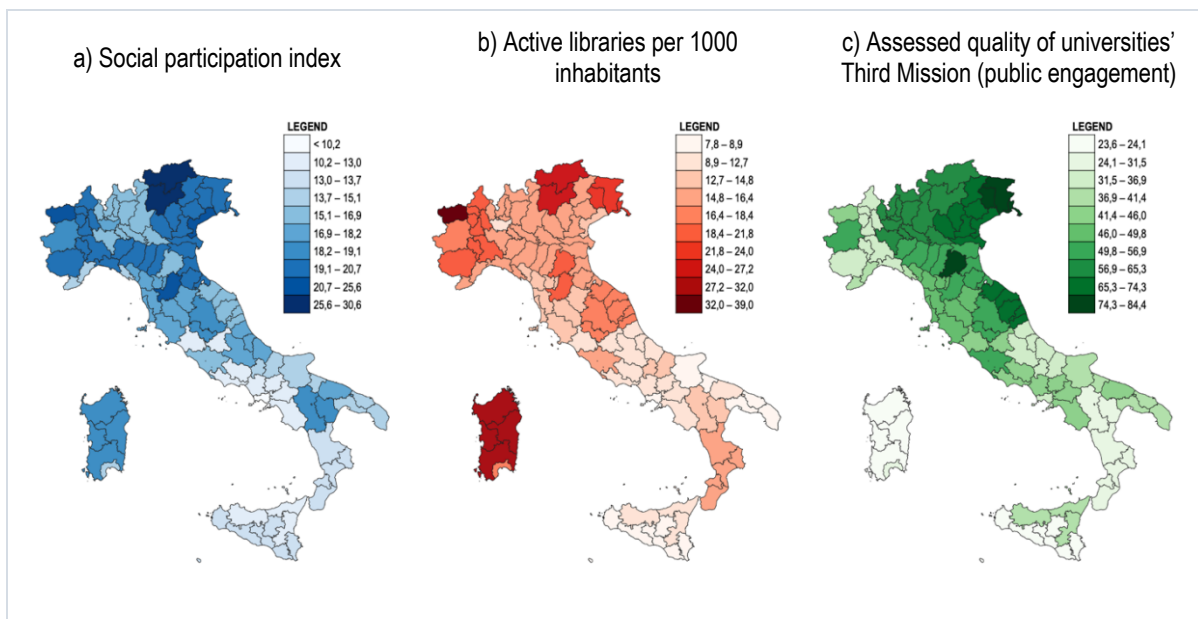 a) Social participation index
b) Active libraries per 1000
inhabitants
c) Assessed quality of universities'
Third Mission (public engagement)
LEGEND
< 10,2
10,2 – 13,0
13,0 – 13,7
13,7 – 15,1
15,1 – 16,9
16,9 – 18,2
18,2 – 19,1
19,1 – 20,7
20,7 – 25,6
25,6 – 30,6
LEGEND
7,8 – 8,9
8,9 – 12,7
12,7 – 14,8
14,8 – 16,4
16,4 – 18,4
18,4 – 21,8
21,8 – 24,0
24,0 – 27,2
27,2 – 32,0
32,0 – 39,0
LEGEND
23,6 – 24,1
24,1 – 31,5
31,5 – 36,9
36,9 – 41,4
41,4 – 46,0
46,0 – 49,8
49,8 – 56,9
56,9 – 65,3
65,3 – 74,3
74,3 – 84,4